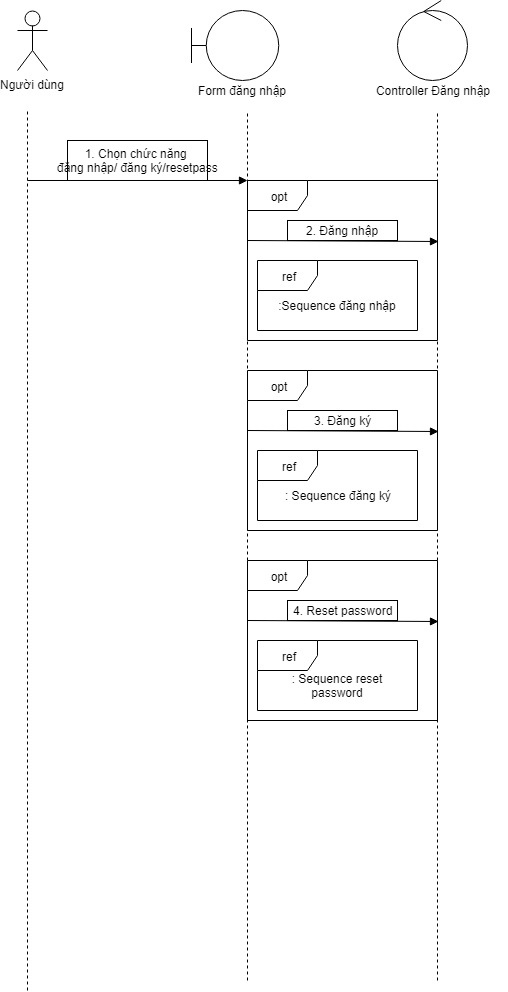 Người dùng
Form đăng nhập
Controller Đăng nhập
1. Chọn chức năng
đăng nhập/ đăng ký/resetpass
opt
2. Đăng nhập
ref
:Sequence đăng nhập
opt
3. Đăng ký
ref
: Sequence đăng ký
opt
4. Reset password
ref
: Sequence reset
password